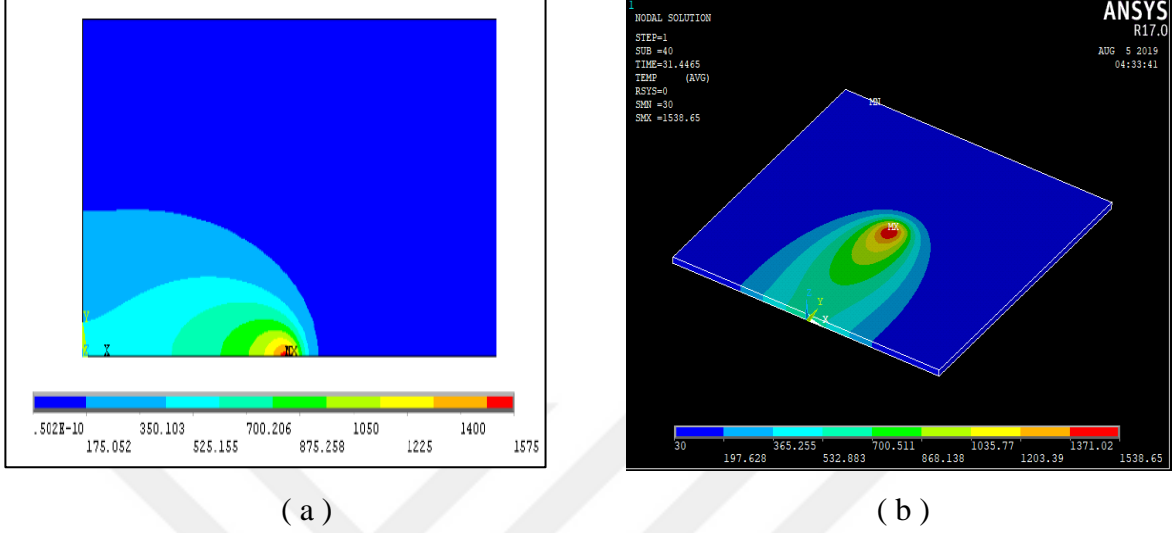 Y
Z X
MX
.502E-10 350.103 700.206 1050 1400
175.052 525.155 875.258 1225 1575
( a )
1
NODAL SOLUTION
STEP=1
SUB =40
TIME=31.4465
TEMP (AVG)
RSYS=0
SMN =30
SMX =1538.65
ANSYS
R17.0
AUG 5 2019
04:33:41
MN
MX
Z
Y
X
30 365.255 700.511 1035.77 1371.02
197.628 532.883 868.138 1203.39 1538.65
( b )